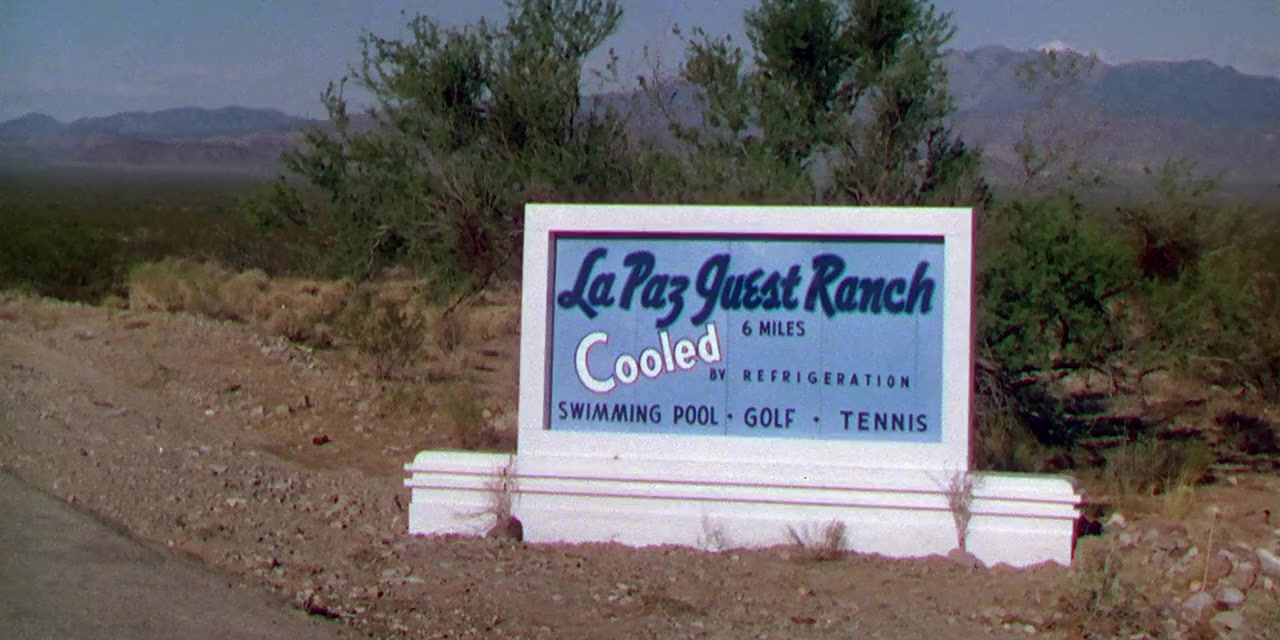 La Paz Guest Ranch
6 MILES
Cooled
BY REFRIGERATION
SWIMMING POOL · GOLF · TENNIS